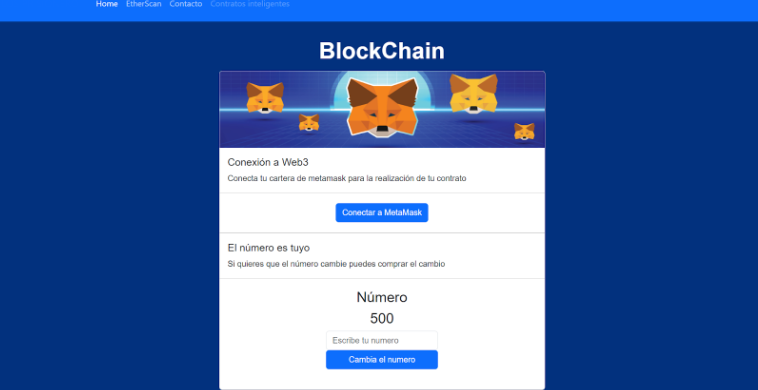 Home EtherScan Contacto Contratos inteligentes
BlockChain
Conexión a Web3
Conecta tu cartera de metamask para la realización de tu contrato
Conectar a MetaMask
El número es tuyo
Si quieres que el número cambie puedes comprar el cambio
Número
500
Escribe tu numero
Cambia el numero